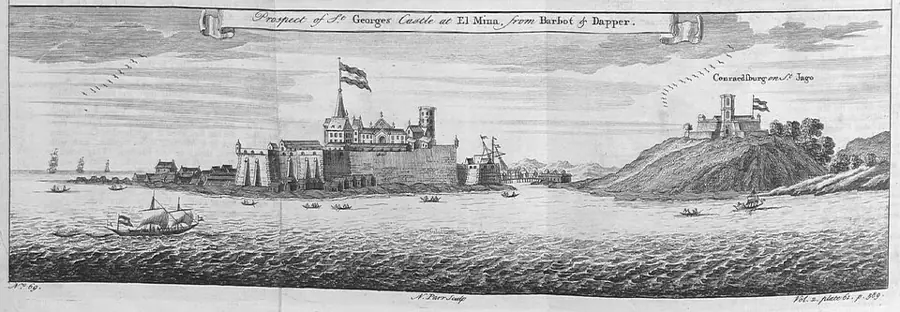 Prospect of St. Georges Castle at El Mina, from Barbot & Dapper.
Conraedsburg on St. Jago
No. 69.
N. Parr Sculp
Vol. 2. plate 61. p. 589.